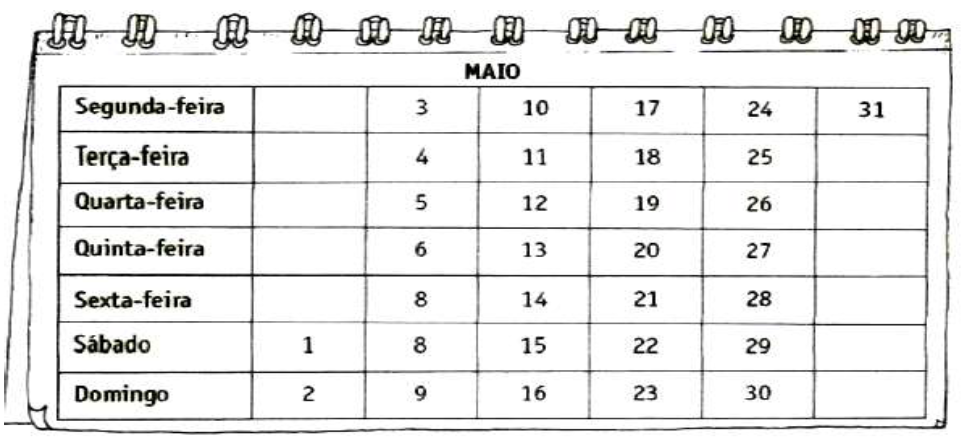 MAIO
Segunda-feira 3 10 17 24 31
Terça-feira 4 11 18 25
Quarta-feira 5 12 19 26
Quinta-feira 6 13 20 27
Sexta-feira 8 14 21 28
Sábado 1 8 15 22 29
Domingo 2 9 16 23 30